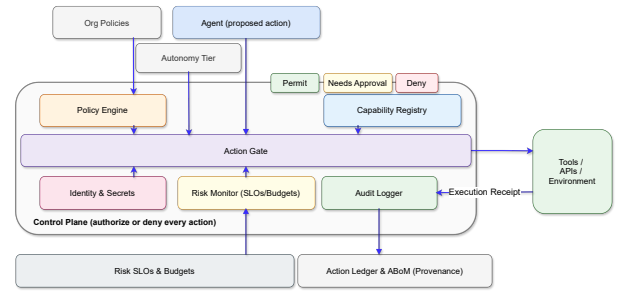 Org Policies
Agent (proposed action)
Autonomy Tier
Permit
Needs Approval
Deny
Policy Engine
Capability Registry
Action Gate
Tools /
APIs /
Environment
Identity & Secrets
Risk Monitor (SLOs/Budgets)
Audit Logger
Execution Receipt
Control Plane (authorize or deny every action)
Risk SLOs & Budgets
Action Ledger & ABoM (Provenance)